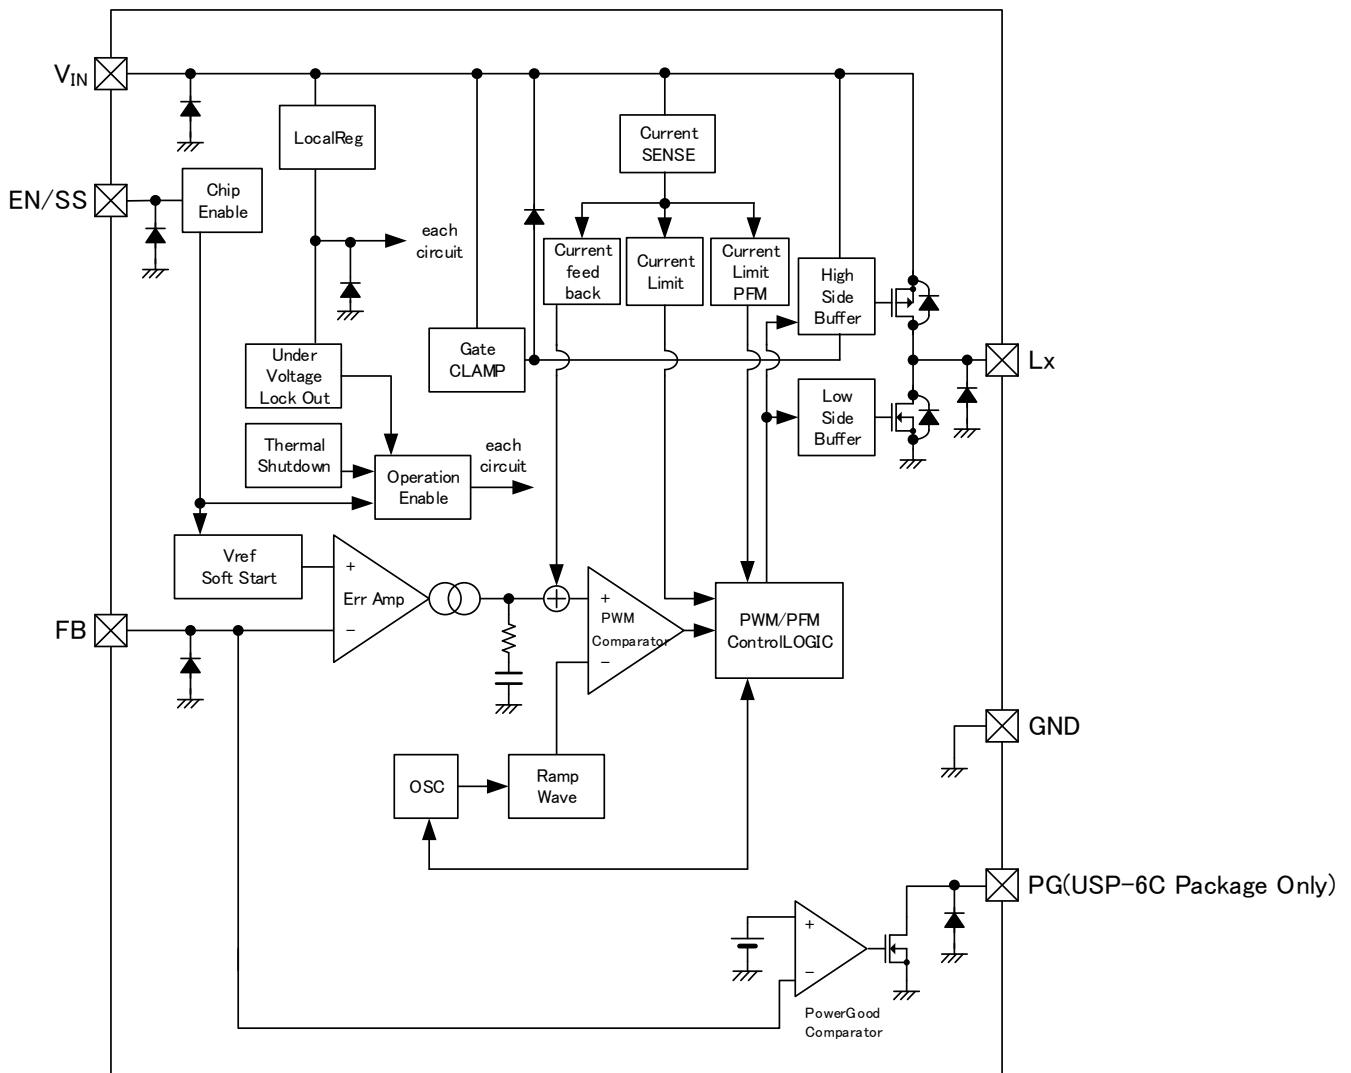 VIN
LocalReg
Current
SENSE
EN/SS
Chip
Enable
each
circuit
Current
feed
back
Current
Limit
Current
Limit
PFM
High
Side
Buffer
Under
Voltage
Lock Out
Gate
CLAMP
Lx
Low
Side
Buffer
Thermal
Shutdown
Operation
Enable
each
circuit
Vref
Soft Start
+
Err Amp
−
+
PWM
Comparator
−
PWM/PFM
ControlLOGIC
FB
GND
OSC
Ramp
Wave
PG(USP-6C Package Only)
+
−
PowerGood
Comparator